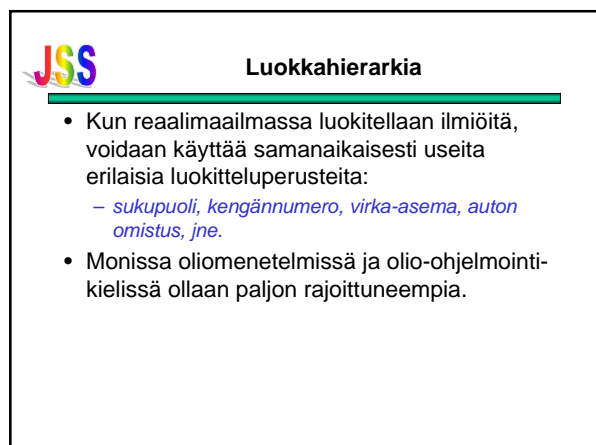 JSS
Luokkahierarkia
• Kun reaalimaailmassa luokitellaan ilmiöitä,
voidaan käyttää samanaikaisesti useita
erilaisia luokitteluperusteita:
– sukupuoli, kengännumero, virka-asema, auton
omistus, jne.
• Monissa oliomenetelmissä ja olio-ohjelmointi-
kielissä ollaan paljon rajoittuneempia.